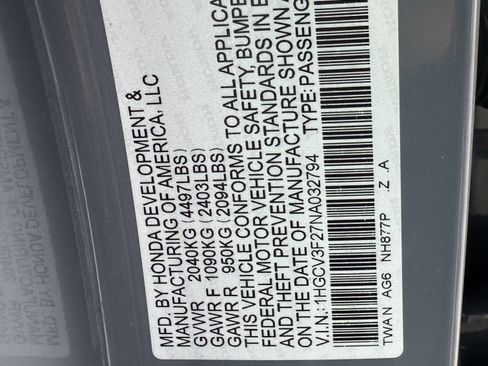 MFD. BY HONDA DEVELOPMENT &
MANUFACTURING OF AMERICA, LLC
GVWR 2040KG (4497LBS)
GAWR F 1090KG (2403LBS)
GAWR R 950KG (2094LBS)
THIS VEHICLE CONFORMS TO ALL APPLICA
FEDERAL MOTOR VEHICLE SAFETY, BUMPE
AND THEFT PREVENTION STANDARDS IN E
ON THE DATE OF MANUFACTURE SHOWN A
V.I.N.: 1HGCV3F27NA032794 TYPE: PASSENG
TWAN AG6 NH877P Z .A